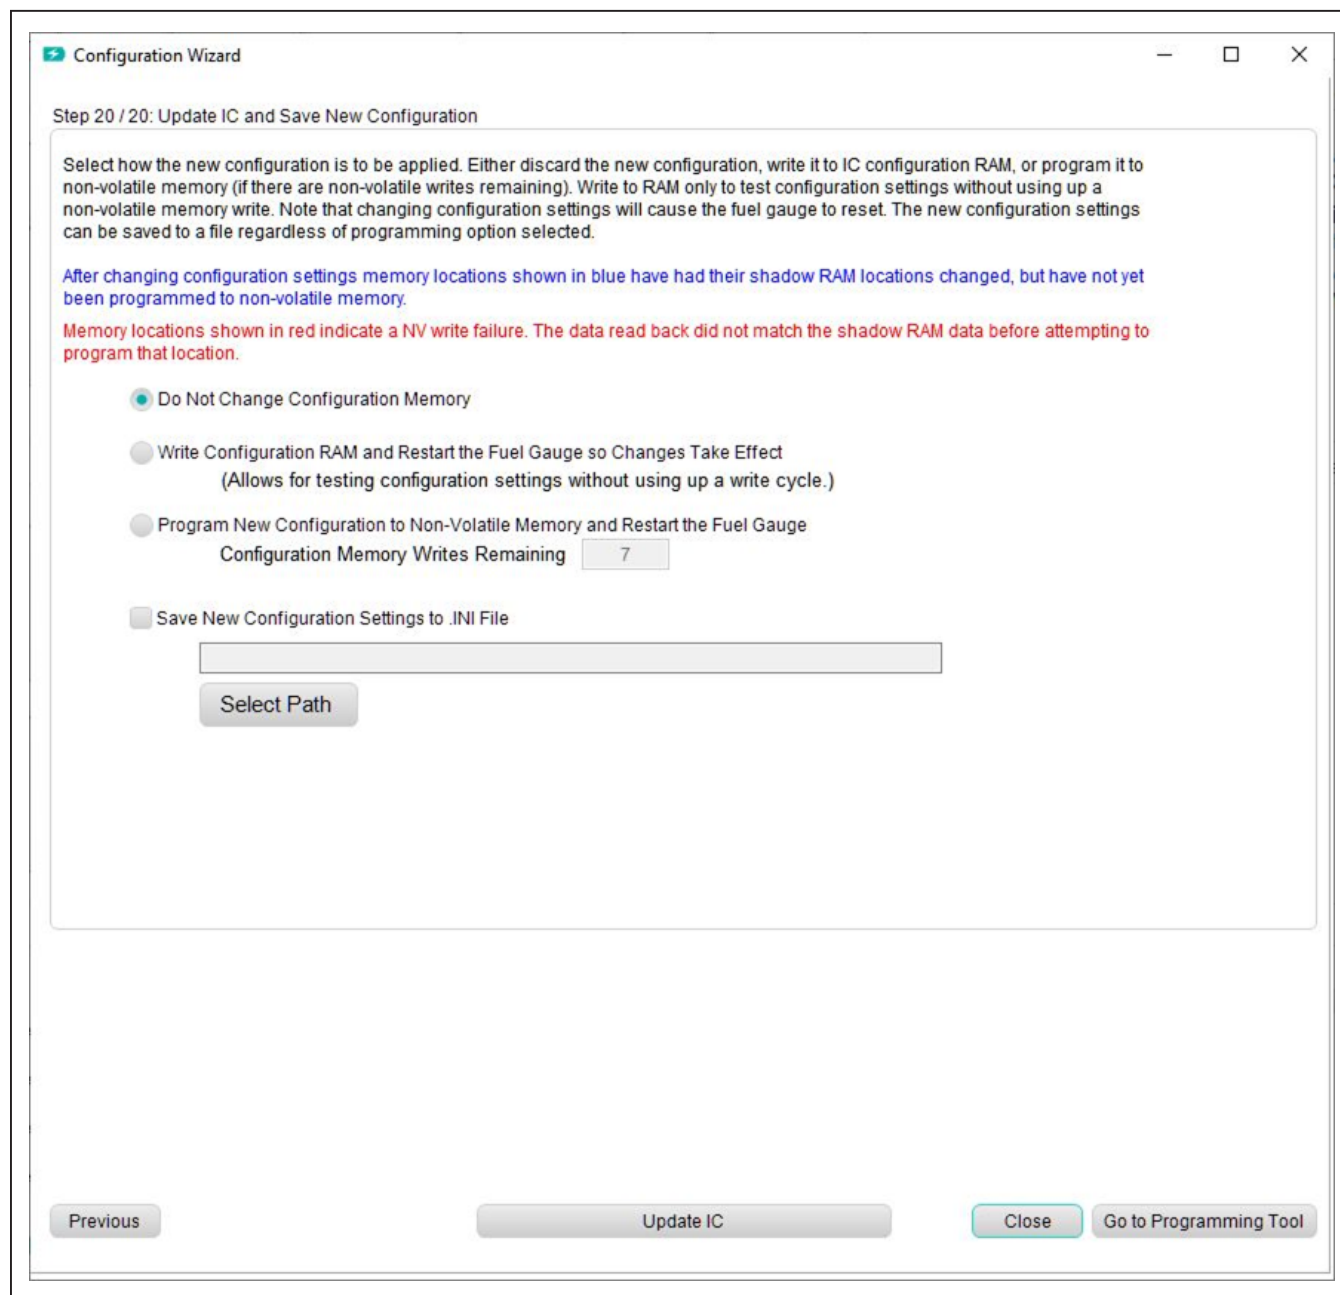 Configuration Wizard
Step 20 / 20: Update IC and Save New Configuration
Select how the new configuration is to be applied. Either discard the new configuration, write it to IC configuration RAM, or program it to
non-volatile memory (if there are non-volatile writes remaining). Write to RAM only to test configuration settings without using up a
non-volatile memory write. Note that changing configuration settings will cause the fuel gauge to reset. The new configuration settings
can be saved to a file regardless of programming option selected.
After changing configuration settings memory locations shown in blue have had their shadow RAM locations changed, but have not yet
been programmed to non-volatile memory.
Memory locations shown in red indicate a NV write failure. The data read back did not match the shadow RAM data before attempting to
program that location.
Do Not Change Configuration Memory
Write Configuration RAM and Restart the Fuel Gauge so Changes Take Effect
(Allows for testing configuration settings without using up a write cycle.)
Program New Configuration to Non-Volatile Memory and Restart the Fuel Gauge
Configuration Memory Writes Remaining 7
Save New Configuration Settings to .INI File
Select Path
Previous Update IC Close Go to Programming Tool